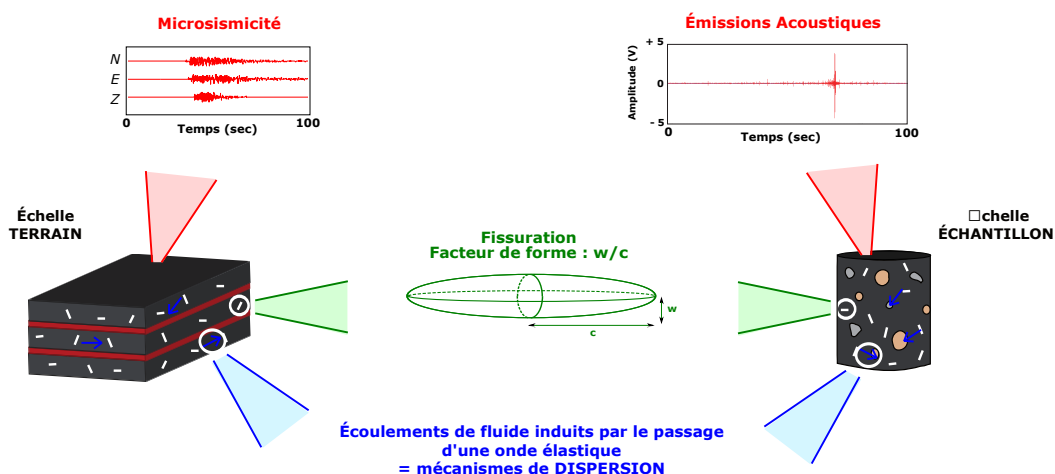 Microsismicité
Émissions Acoustiques
N
E
Z
0
100
Temps (sec)
Amplitude (V)
+ 5
0
- 5
0
100
Temps (sec)
Échelle
TERRAIN
Fissuration
Facteur de forme : w/c
w
c
□chelle
ÉCHANTILLON
Écoulements de fluide induits par le passage
d'une onde élastique
= mécanismes de DISPERSION